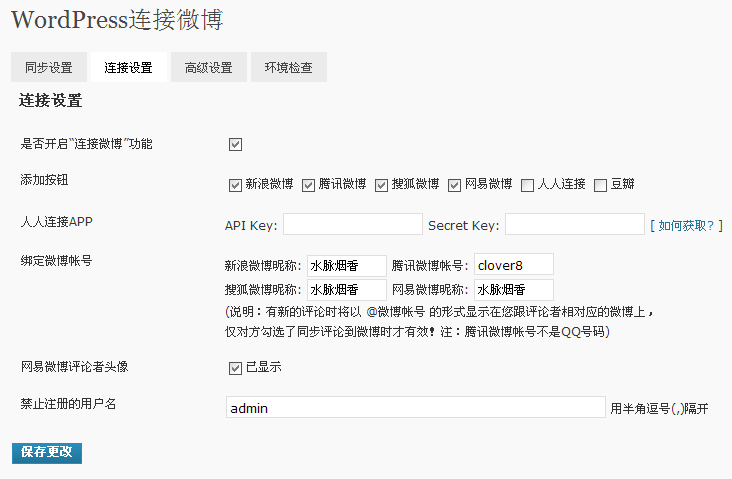 WordPress连接微博
同步设置 连接设置 高级设置 环境检查
连接设置
是否开启“连接微博”功能
添加按钮 新浪微博 腾讯微博 搜狐微博 网易微博 人人连接 豆瓣
人人连接APP API Key: Secret Key: [ 如何获取? ]
绑定微博帐号 新浪微博昵称: 水脉烟香 腾讯微博帐号: clover8
搜狐微博昵称: 水脉烟香 网易微博昵称: 水脉烟香
(说明：有新的评论时将以 @微博帐号 的形式显示在您跟评论者相对应的微博上，
仅对方勾选了同步评论到微博时才有效! 注：腾讯微博帐号不是QQ号码)
网易微博评论者头像 已显示
禁止注册的用户名 admin 用半角逗号(,)隔开
保存更改